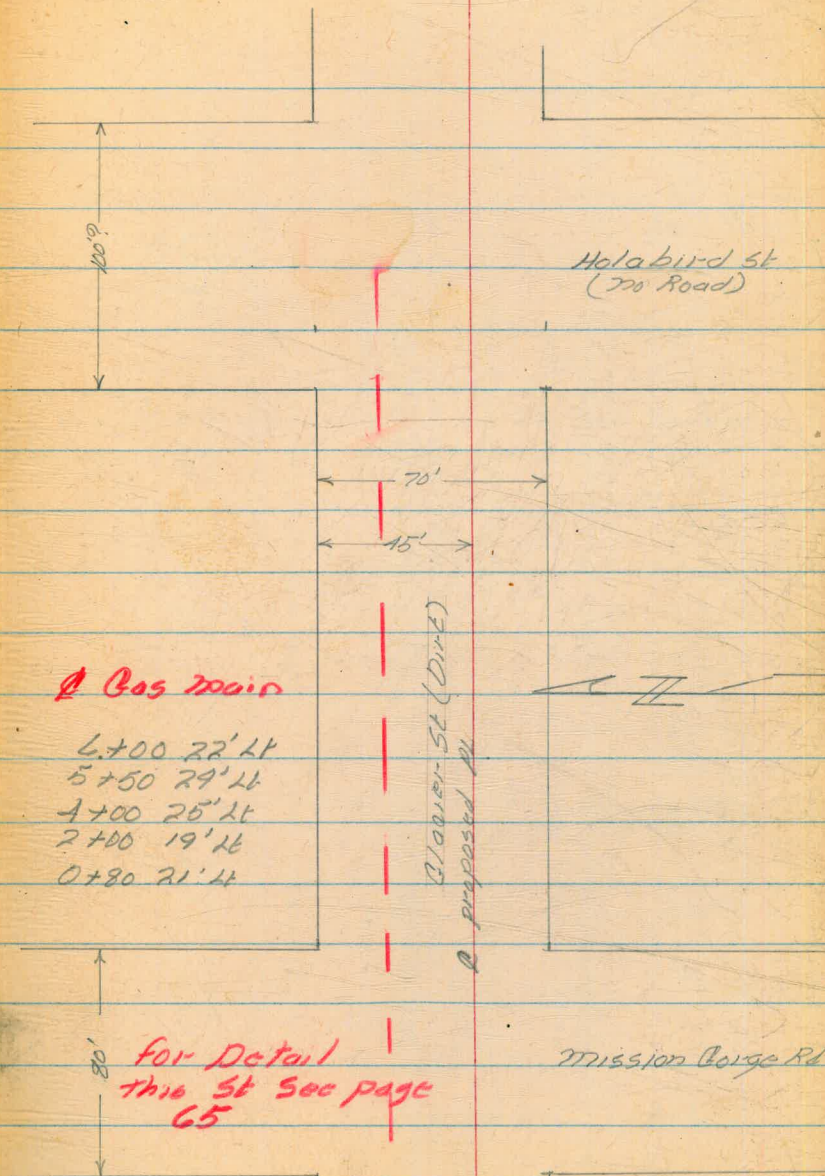 100'?
Holabird St
(no Road)
70'
45'
Glacier St (Dirt)
℄ proposed PL
℄ Gas main
6+00 22' Lt
5+50 24' Lt
4+00 25' Lt
2+00 19' Lt
0+80 21' Lt
80'
for Detail
this St See page
65
Mission Gorge Rd